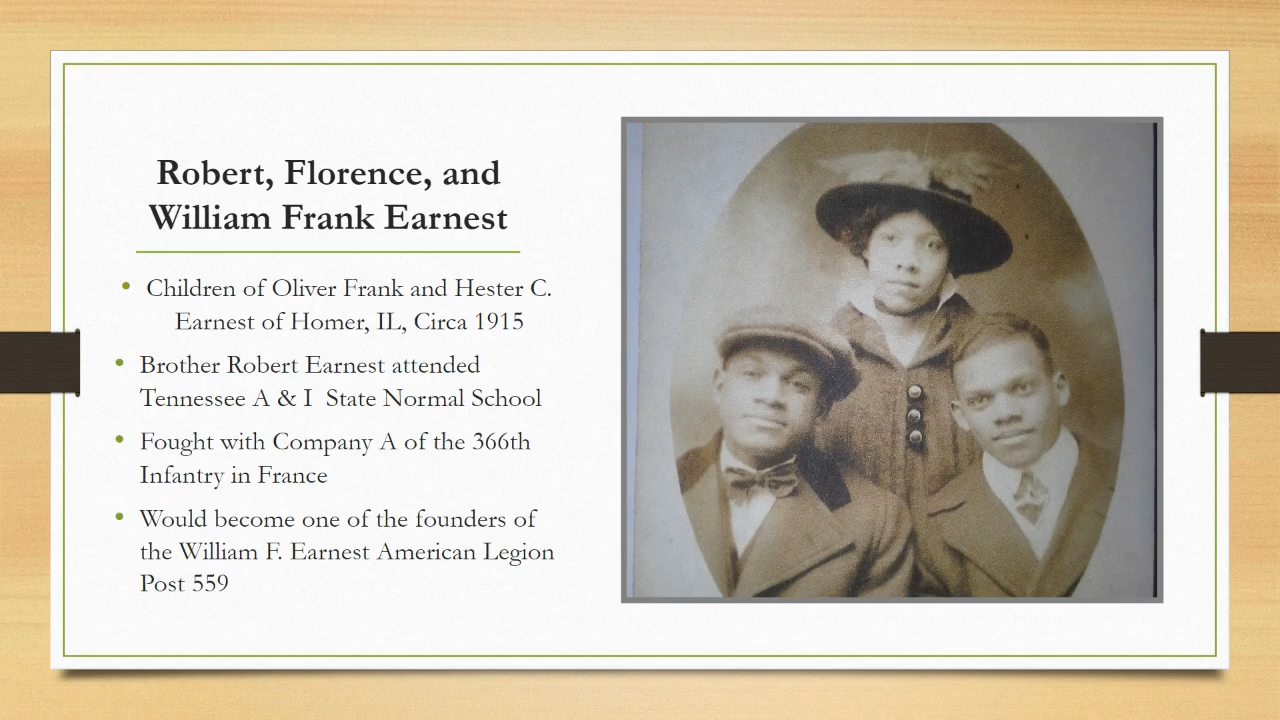 Robert, Florence, and
William Frank Earnest
• Children of Oliver Frank and Hester C.
Earnest of Homer, IL, Circa 1915
• Brother Robert Earnest attended
Tennessee A & I  State Normal School
• Fought with Company A of the 366th
Infantry in France
• Would become one of the founders of
the William F. Earnest American Legion
Post 559